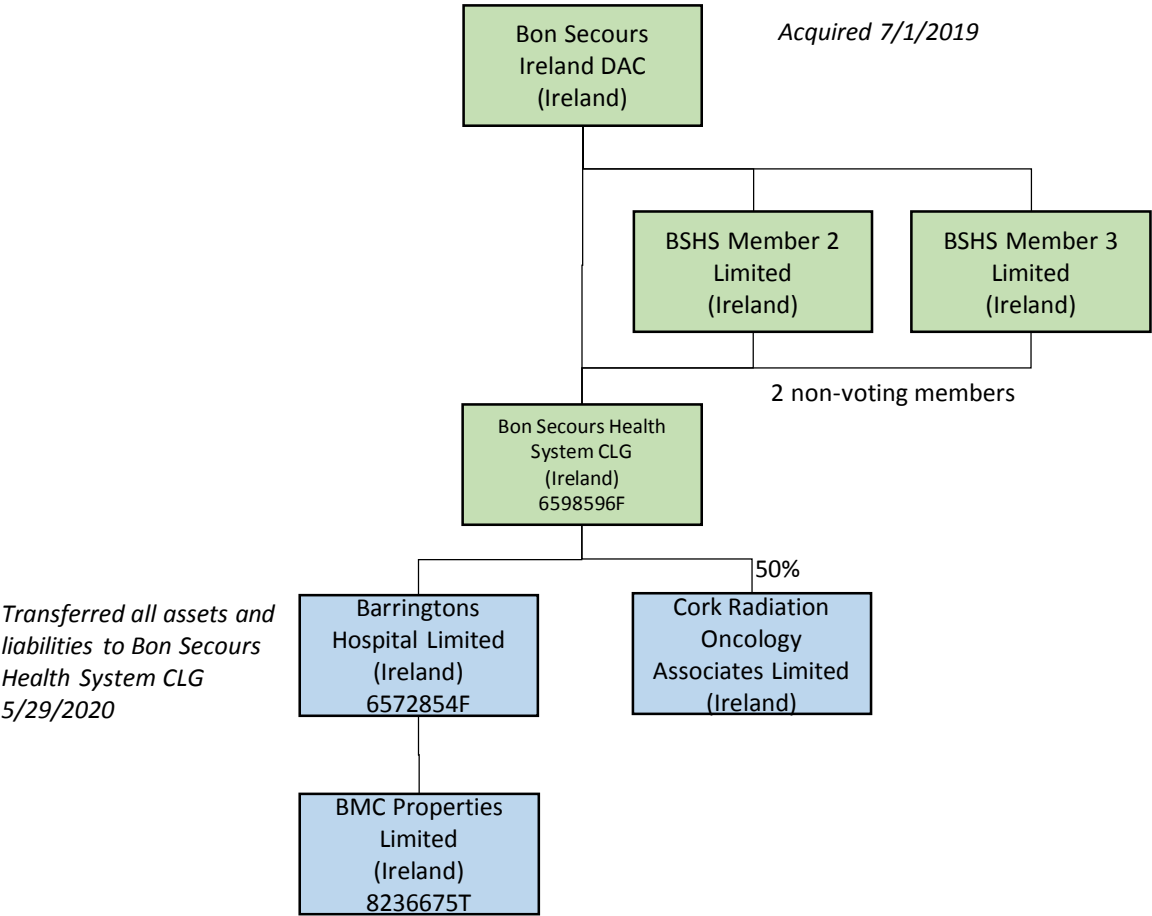 Bon Secours
Ireland DAC
(Ireland)
Acquired 7/1/2019
BSHS Member 2
Limited
(Ireland)
BSHS Member 3
Limited
(Ireland)
2 non-voting members
Bon Secours Health
System CLG
(Ireland)
6598596F
50%
Transferred all assets and
liabilities to Bon Secours
Health System CLG
5/29/2020
Barringtons
Hospital Limited
(Ireland)
6572854F
Cork Radiation
Oncology
Associates Limited
(Ireland)
BMC Properties
Limited
(Ireland)
8236675T